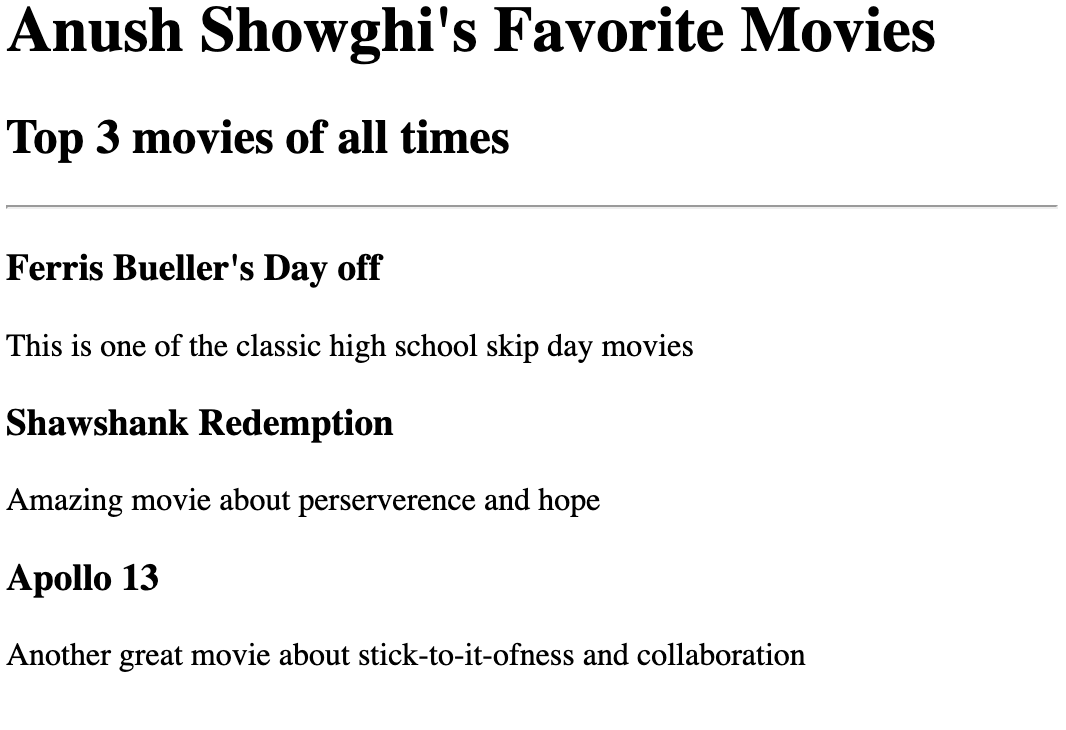 Anush Showghi's Favorite Movies
Top 3 movies of all times
Ferris Bueller's Day off
This is one of the classic high school skip day movies
Shawshank Redemption
Amazing movie about perserverence and hope
Apollo 13
Another great movie about stick-to-it-ofness and collaboration